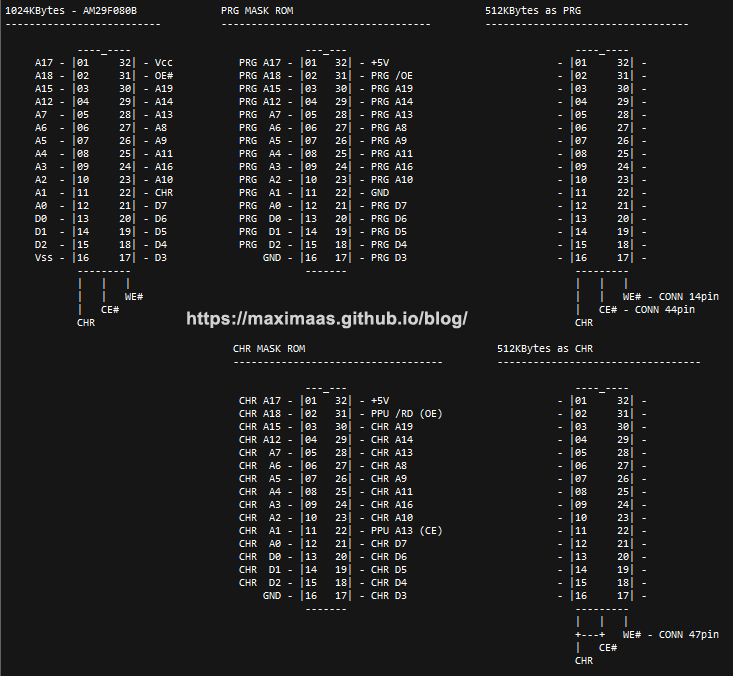 1024KBytes - AM29F080B PRG MASK ROM 512KBytes as PRG
-------------------------- ----------------------------------- ----------------------------------
----_---- ---_--- ----_----
A17 - |01 32| - Vcc PRG A17 - |01 32| - +5V - |01 32| -
A18 - |02 31| - OE# PRG A18 - |02 31| - PRG /OE - |02 31| -
A15 - |03 30| - A19 PRG A15 - |03 30| - PRG A19 - |03 30| -
A12 - |04 29| - A14 PRG A12 - |04 29| - PRG A14 - |04 29| -
A7 - |05 28| - A13 PRG A7 - |05 28| - PRG A13 - |05 28| -
A6 - |06 27| - A8 PRG A6 - |06 27| - PRG A8 - |06 27| -
A5 - |07 26| - A9 PRG A5 - |07 26| - PRG A9 - |07 26| -
A4 - |08 25| - A11 PRG A4 - |08 25| - PRG A11 - |08 25| -
A3 - |09 24| - A16 PRG A3 - |09 24| - PRG A16 - |09 24| -
A2 - |10 23| - A10 PRG A2 - |10 23| - PRG A10 - |10 23| -
A1 - |11 22| - CHR PRG A1 - |11 22| - GND - |11 22| -
A0 - |12 21| - D7 PRG A0 - |12 21| - PRG D7 - |12 21| -
D0 - |13 20| - D6 PRG D0 - |13 20| - PRG D6 - |13 20| -
D1 - |14 19| - D5 PRG D1 - |14 19| - PRG D5 - |14 19| -
D2 - |15 18| - D4 PRG D2 - |15 18| - PRG D4 - |15 18| -
Vss - |16 17| - D3 GND - |16 17| - PRG D3 - |16 17| -
--------- ------- ---------
| | | | | |
| | WE# | | WE# - CONN 14pin
| CE# | CE# - CONN 44pin
CHR CHR
https://maximaas.github.io/blog/
CHR MASK ROM 512KBytes as CHR
----------------------------------- ----------------------------------
---_--- ----_----
CHR A17 - |01 32| - +5V - |01 32| -
CHR A18 - |02 31| - PPU /RD (OE) - |02 31| -
CHR A15 - |03 30| - CHR A19 - |03 30| -
CHR A12 - |04 29| - CHR A14 - |04 29| -
CHR A7 - |05 28| - CHR A13 - |05 28| -
CHR A6 - |06 27| - CHR A8 - |06 27| -
CHR A5 - |07 26| - CHR A9 - |07 26| -
CHR A4 - |08 25| - CHR A11 - |08 25| -
CHR A3 - |09 24| - CHR A16 - |09 24| -
CHR A2 - |10 23| - CHR A10 - |10 23| -
CHR A1 - |11 22| - PPU A13 (CE) - |11 22| -
CHR A0 - |12 21| - CHR D7 - |12 21| -
CHR D0 - |13 20| - CHR D6 - |13 20| -
CHR D1 - |14 19| - CHR D5 - |14 19| -
CHR D2 - |15 18| - CHR D4 - |15 18| -
GND - |16 17| - CHR D3 - |16 17| -
------- ---------
| | |
+---+ WE# - CONN 47pin
| CE#
CHR